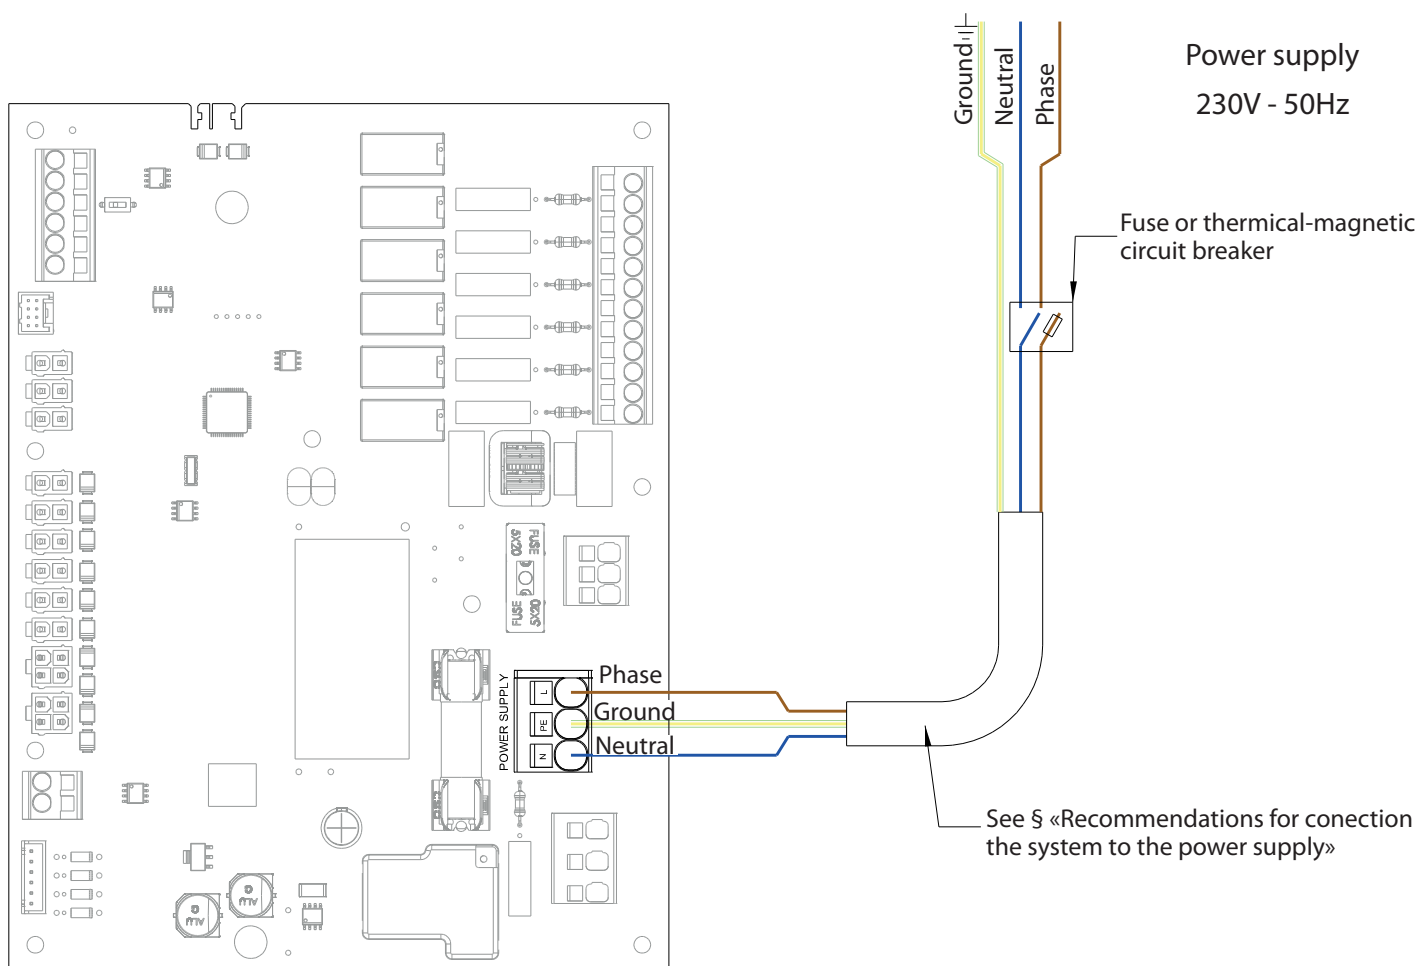 Power supply
230V - 50Hz
Ground
Neutral
Phase
Fuse or thermical-magnetic
circuit breaker
FUSE
5X20
FUSE
5X20
POWER SUPPLY
L
PE
N
Phase
Ground
Neutral
See § «Recommendations for conection
the system to the power supply»